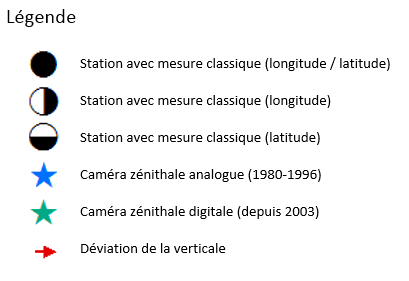 Légende
Station avec mesure classique (longitude / latitude)
Station avec mesure classique (longitude)
Station avec mesure classique (latitude)
Caméra zénithale analogue (1980-1996)
Caméra zénithale digitale (depuis 2003)
Déviation de la verticale